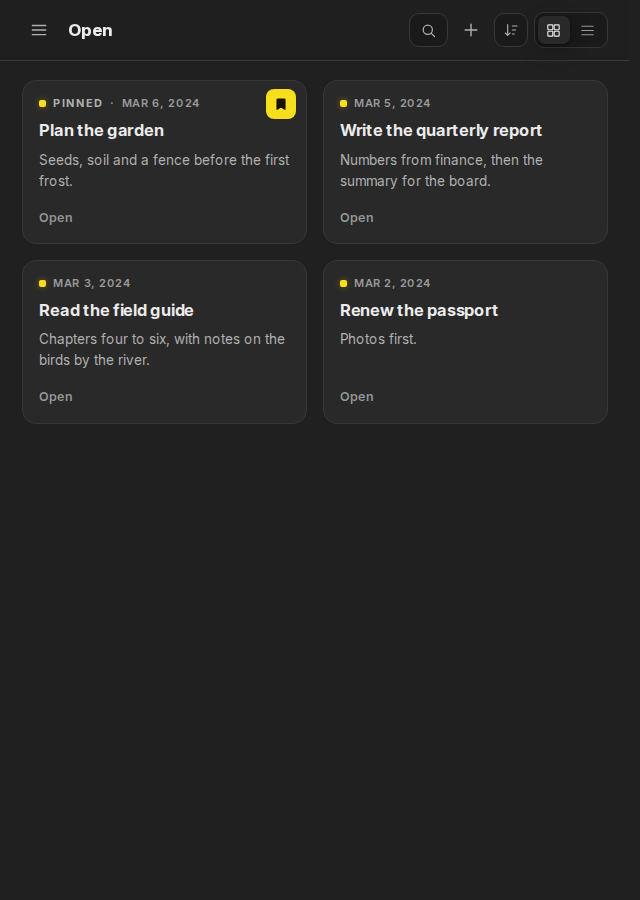 Open
PINNED · MAR 6, 2024
Plan the garden
Seeds, soil and a fence before the first
frost.
Open
MAR 5, 2024
Write the quarterly report
Numbers from finance, then the
summary for the board.
Open
MAR 3, 2024
Read the field guide
Chapters four to six, with notes on the
birds by the river.
Open
MAR 2, 2024
Renew the passport
Photos first.
Open